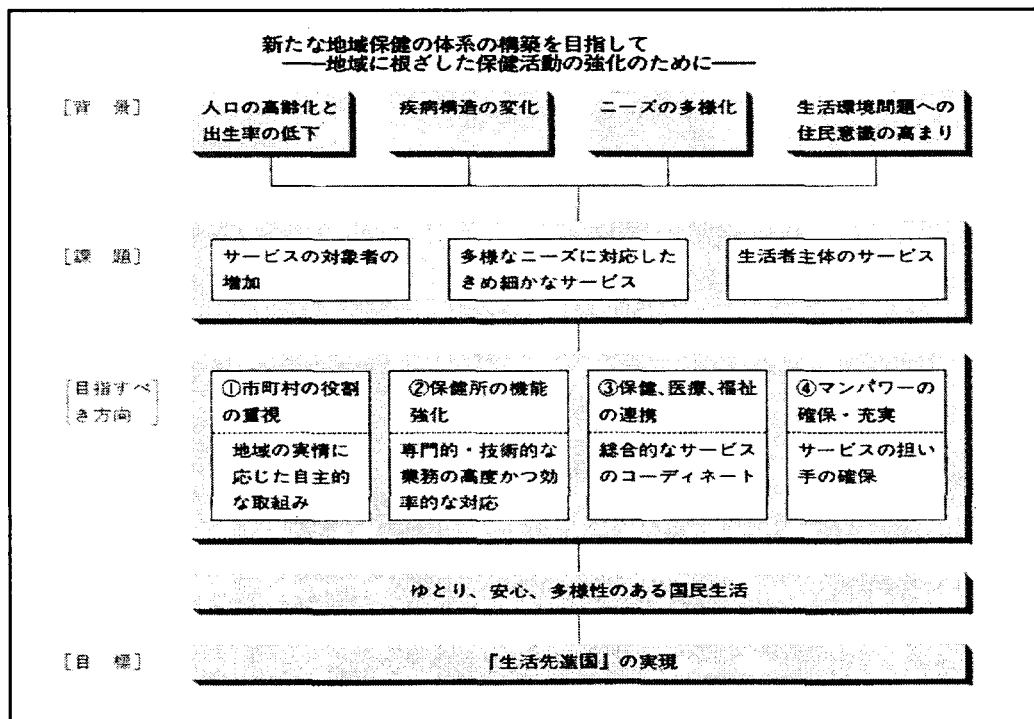 新たな地域保健の体系の構築を目指して
――地域に根ざした保健活動の強化のために――
[背　景]
人口の高齢化と
出生率の低下
疾病構造の変化
ニーズの多様化
生活環境問題への
住民意識の高まり
[課　題]
サービスの対象者の
増加
多様なニーズに対応した
きめ細かなサービス
生活者主体のサービス
[目指すべ
き方向]
①市町村の役割
の重視
地域の実情に
応じた自主的
な取組み
②保健所の機能
強化
専門的・技術的な
業務の高度かつ効
率的な対応
③保健、医療、福祉
の連携
総合的なサービス
のコーディネート
④マンパワーの
確保・充実
サービスの担い
手の確保
ゆとり、安心、多様性のある国民生活
[目　標]
『生活先進国』の実現